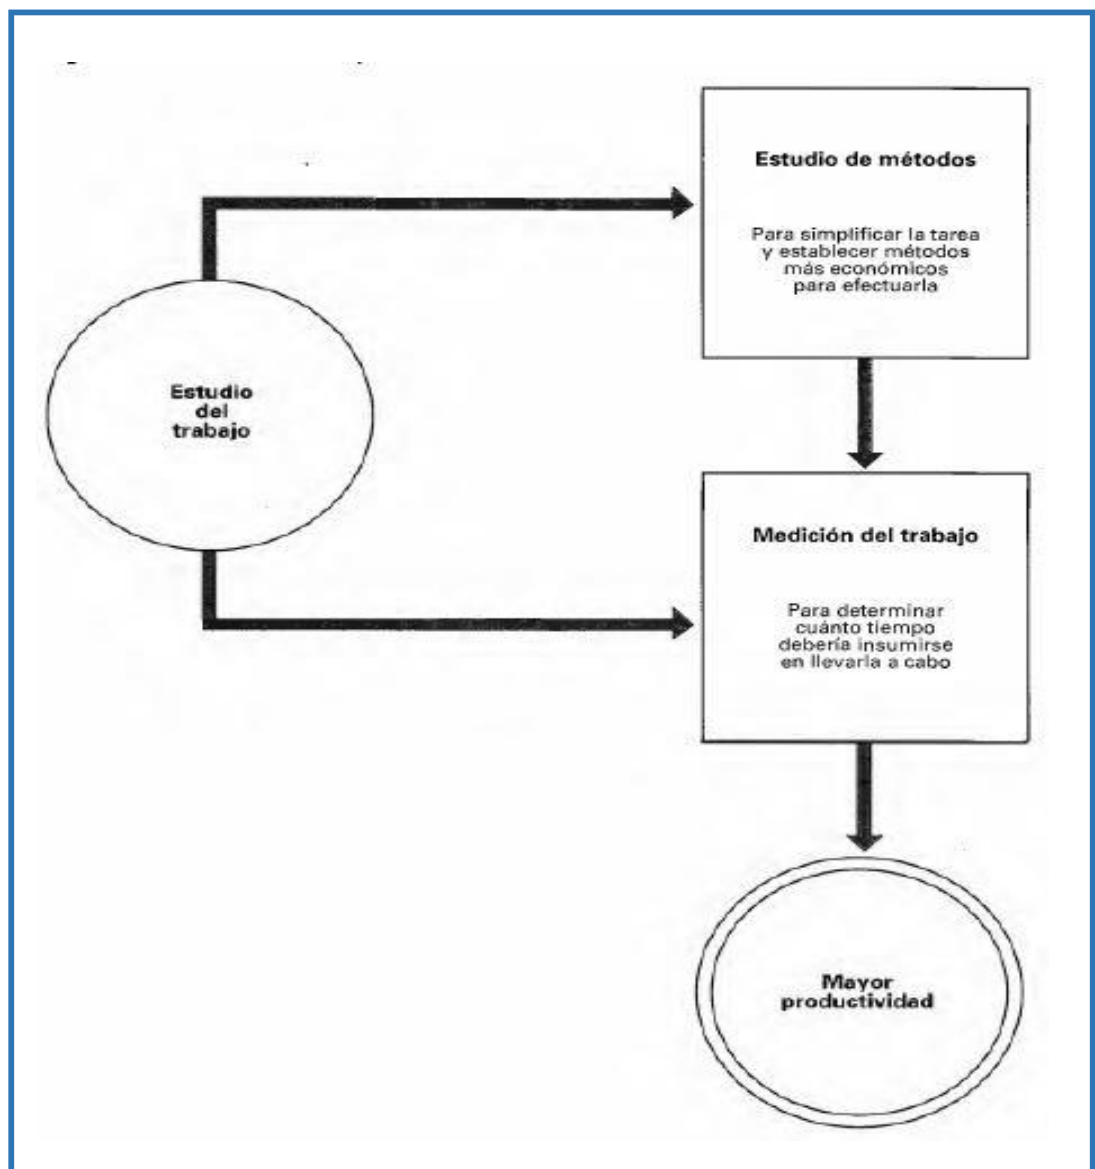 Estudio de métodos
Para simplificar la tarea
y establecer métodos
más económicos
para efectuarla
Estudio
del
trabajo
Medición del trabajo
Para determinar
cuánto tiempo
debería insumirse
en llevarla a cabo
Mayor
productividad